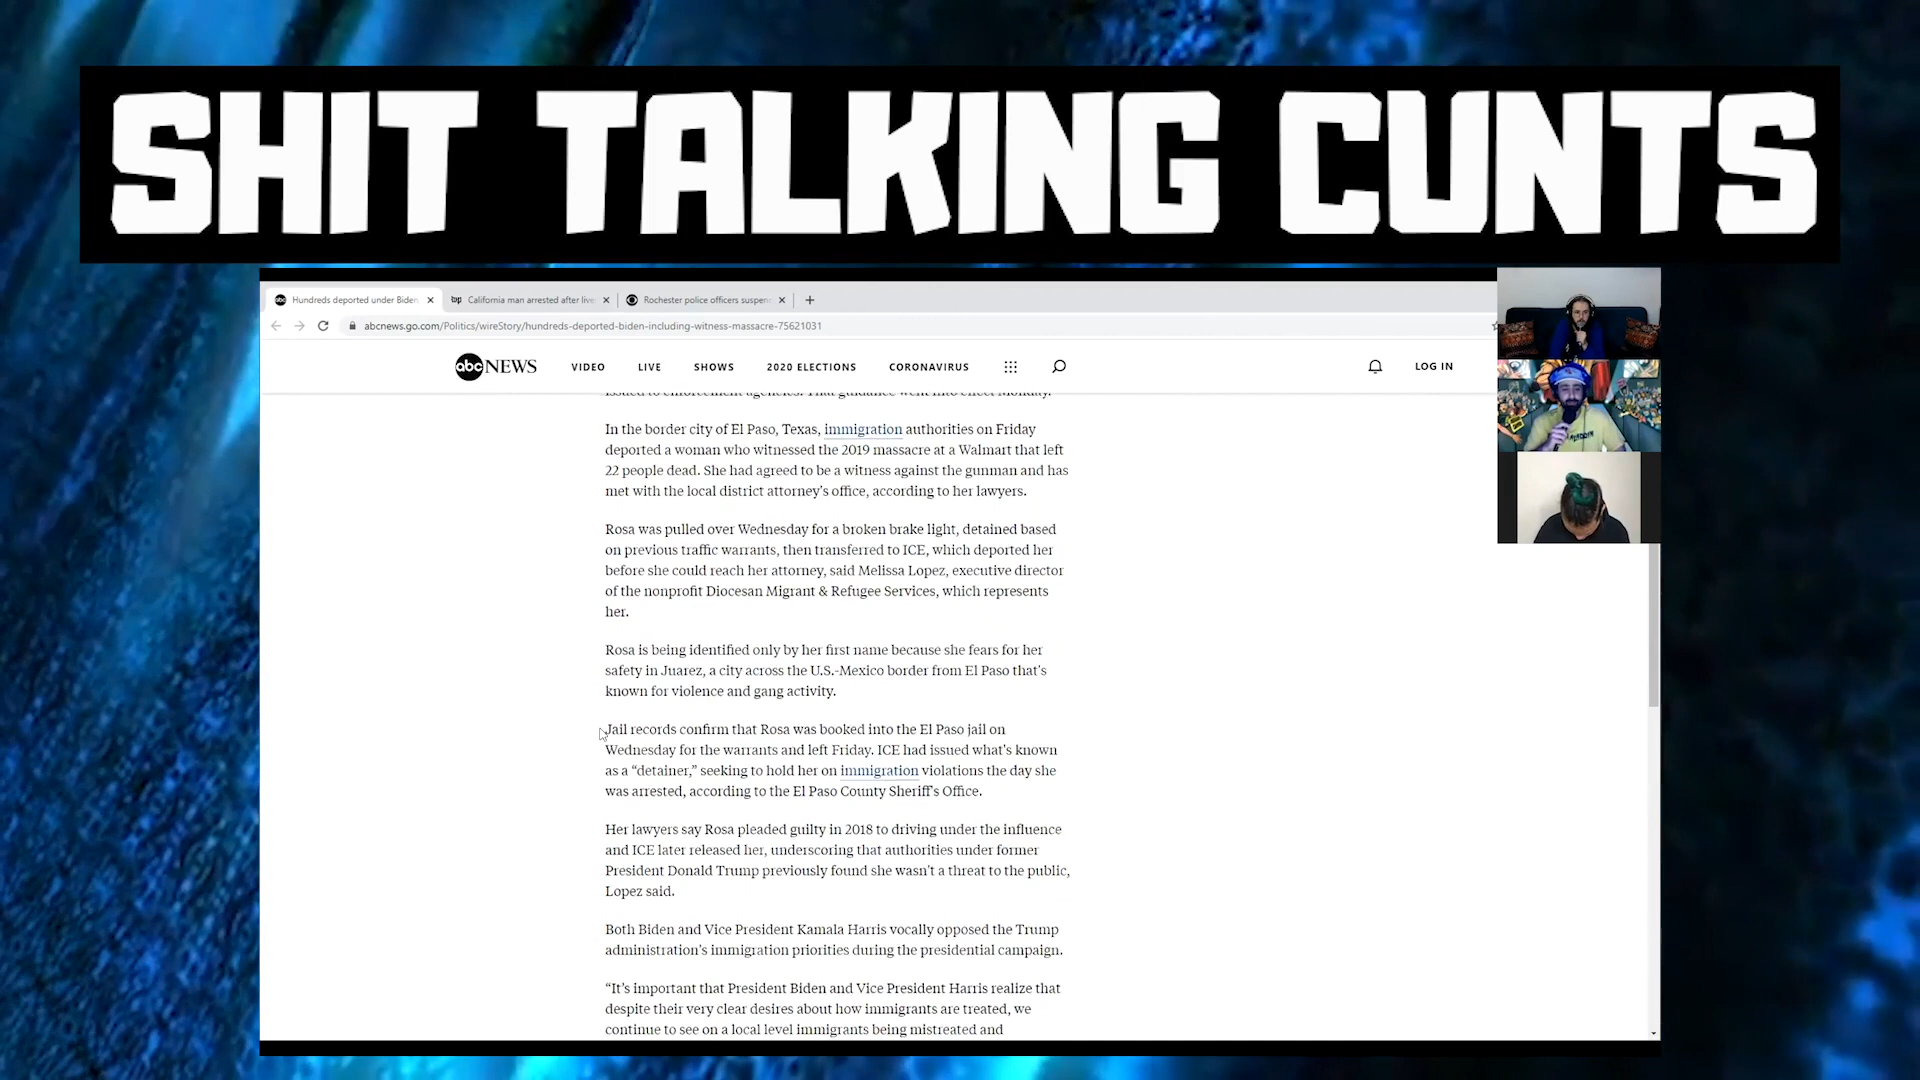 SHIT TALKING CUNTS
Hundreds deported under Biden
California man arrested after live
Rochester police officers suspen
abcnews.go.com/Politics/wireStory/hundreds-deported-biden-including-witness-massacre-75621031
abc NEWS VIDEO LIVE SHOWS 2020 ELECTIONS CORONAVIRUS LOG IN
issued to enforcement agencies. That guidance went into effect Monday.
In the border city of El Paso, Texas, immigration authorities on Friday
deported a woman who witnessed the 2019 massacre at a Walmart that left
22 people dead. She had agreed to be a witness against the gunman and has
met with the local district attorney's office, according to her lawyers.
Rosa was pulled over Wednesday for a broken brake light, detained based
on previous traffic warrants, then transferred to ICE, which deported her
before she could reach her attorney, said Melissa Lopez, executive director
of the nonprofit Diocesan Migrant & Refugee Services, which represents
her.
Rosa is being identified only by her first name because she fears for her
safety in Juarez, a city across the U.S.-Mexico border from El Paso that's
known for violence and gang activity.
Jail records confirm that Rosa was booked into the El Paso jail on
Wednesday for the warrants and left Friday. ICE had issued what's known
as a “detainer,” seeking to hold her on immigration violations the day she
was arrested, according to the El Paso County Sheriff's Office.
Her lawyers say Rosa pleaded guilty in 2018 to driving under the influence
and ICE later released her, underscoring that authorities under former
President Donald Trump previously found she wasn't a threat to the public,
Lopez said.
Both Biden and Vice President Kamala Harris vocally opposed the Trump
administration's immigration priorities during the presidential campaign.
“It's important that President Biden and Vice President Harris realize that
despite their very clear desires about how immigrants are treated, we
continue to see on a local level immigrants being mistreated and